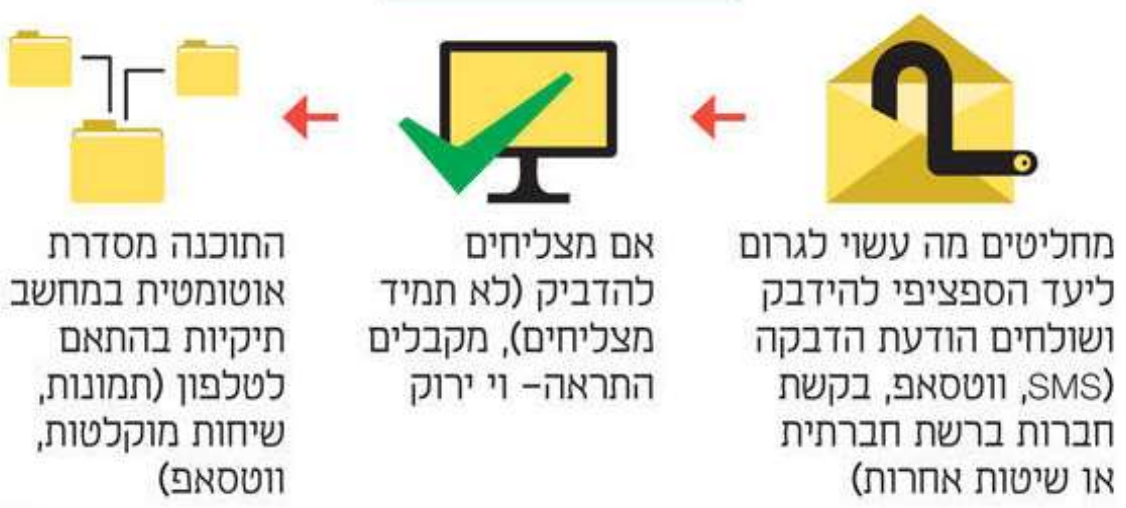 מחליטים מה עשוי לגרום
ליעד הספציפי להידבק
ושולחים הודעת הדבקה
(SMS, ווטסאפ, בקשת
חברות ברשת חברתית
או שיטות אחרות)
אם מצליחים
להדביק (לא תמיד
מצליחים), מקבלים
התראה– וי ירוק
התוכנה מסדרת
אוטומטית במחשב
תיקיות בהתאם
לטלפון (תמונות,
שיחות מוקלטות,
ווטסאפ)